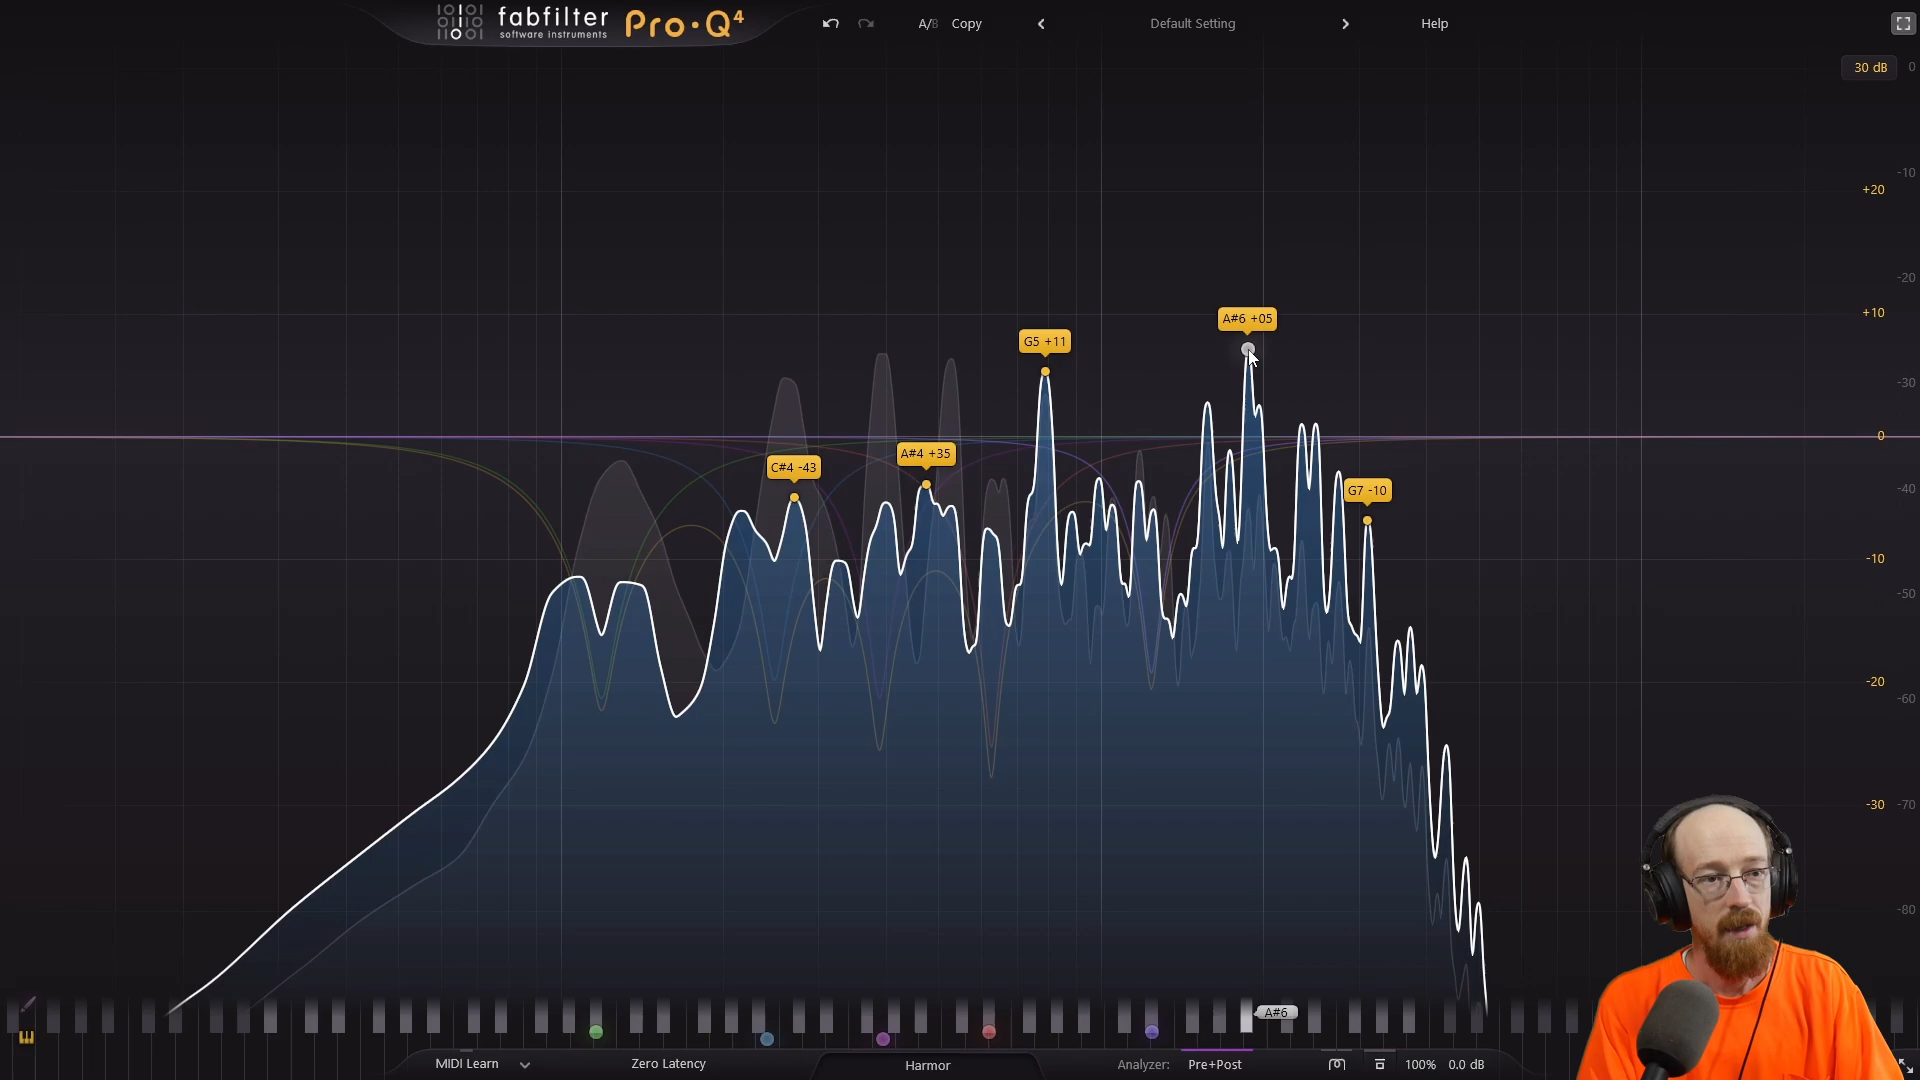 fabfilter
software instruments
Pro·Q4
A/B Copy
Default Setting
Help
30 dB
0
-10
+20
-20
+10
-30
0
-40
-10
-50
-20
-60
-30
-70
-80
A#6 +05
G5 +11
A#4 +35
C#4 -43
G7 -10
A#6
MIDI Learn
Zero Latency
Harmor
Analyzer: Pre+Post
100%
0.0 dB